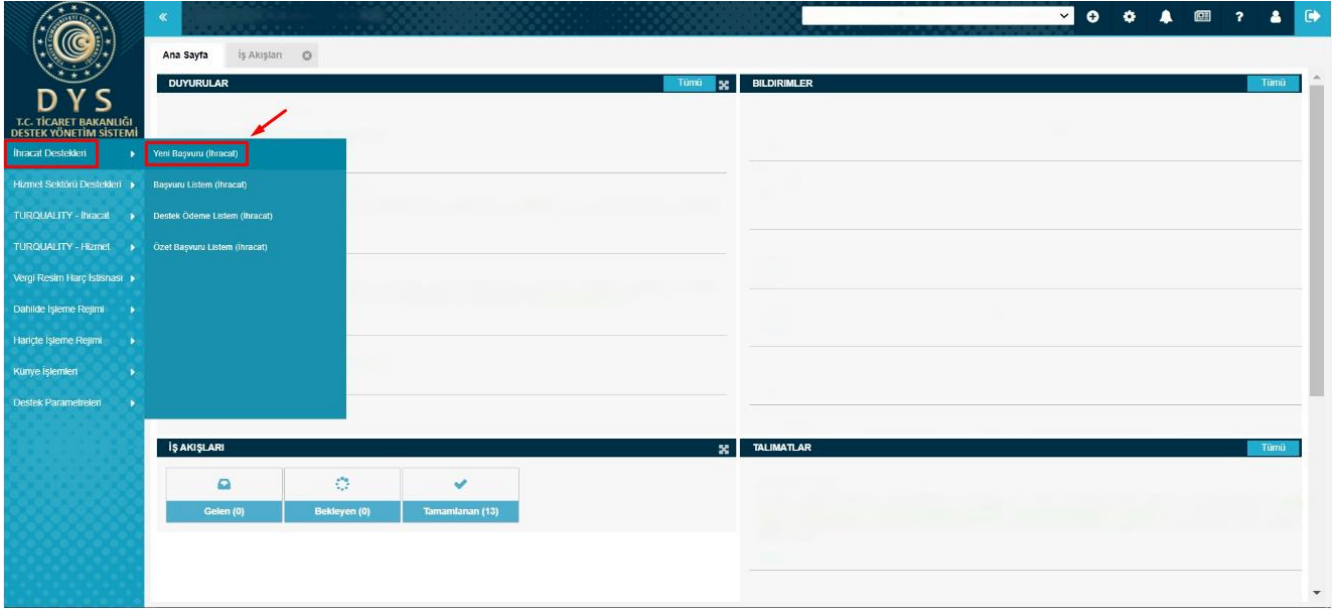 DYS
T.C. TİCARET BAKANLIĞI
DESTEK YÖNETİM SİSTEMİ
?
Ana Sayfa
İş Akışları
DUYURULAR
Tümü
BILDIRIMLER
Tümü
İhracat Destekleri
Yeni Başvuru (İhracat)
Hizmet Sektörü Destekleri
Başvuru Listem (İhracat)
TURQUALITY - İhracat
Destek Ödeme Listem (İhracat)
TURQUALITY - Hizmet
Özet Başvuru Listem (İhracat)
Vergi Resim Harç İstisnası
Dahilde İşleme Rejimi
Hariçte İşleme Rejimi
Künye İşlemleri
Destek Parametreleri
İŞ AKIŞLARI
TALIMATLAR
Tümü
Gelen (0)
Bekleyen (0)
Tamamlanan (13)